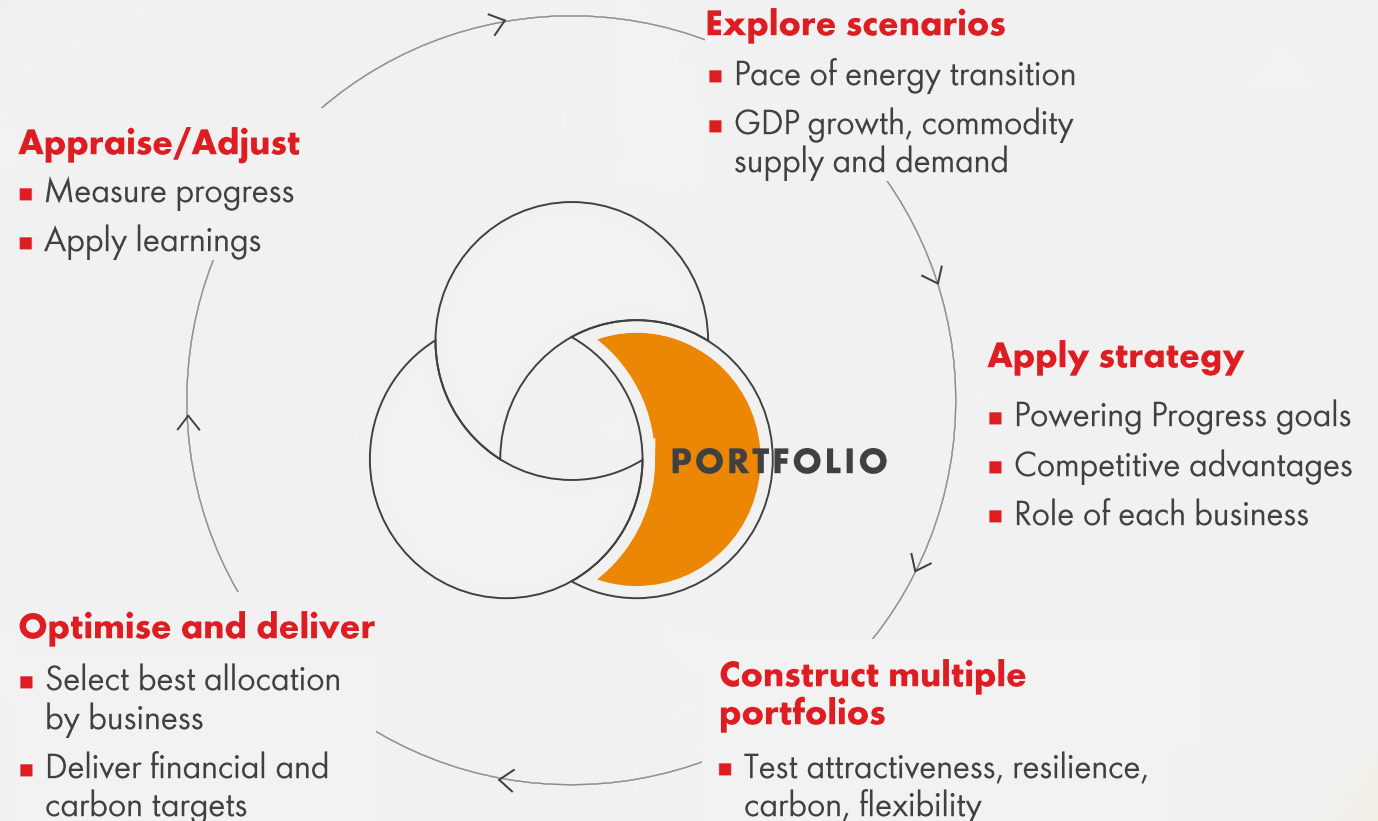 Explore scenarios
Pace of energy transition
GDP growth, commodity
supply and demand
Apply strategy
Powering Progress goals
Competitive advantages
Role of each business
Construct multiple
portfolios
Test attractiveness, resilience,
carbon, flexibility
Optimise and deliver
Select best allocation
by business
Deliver financial and
carbon targets
Appraise/Adjust
Measure progress
Apply learnings
PORTFOLIO